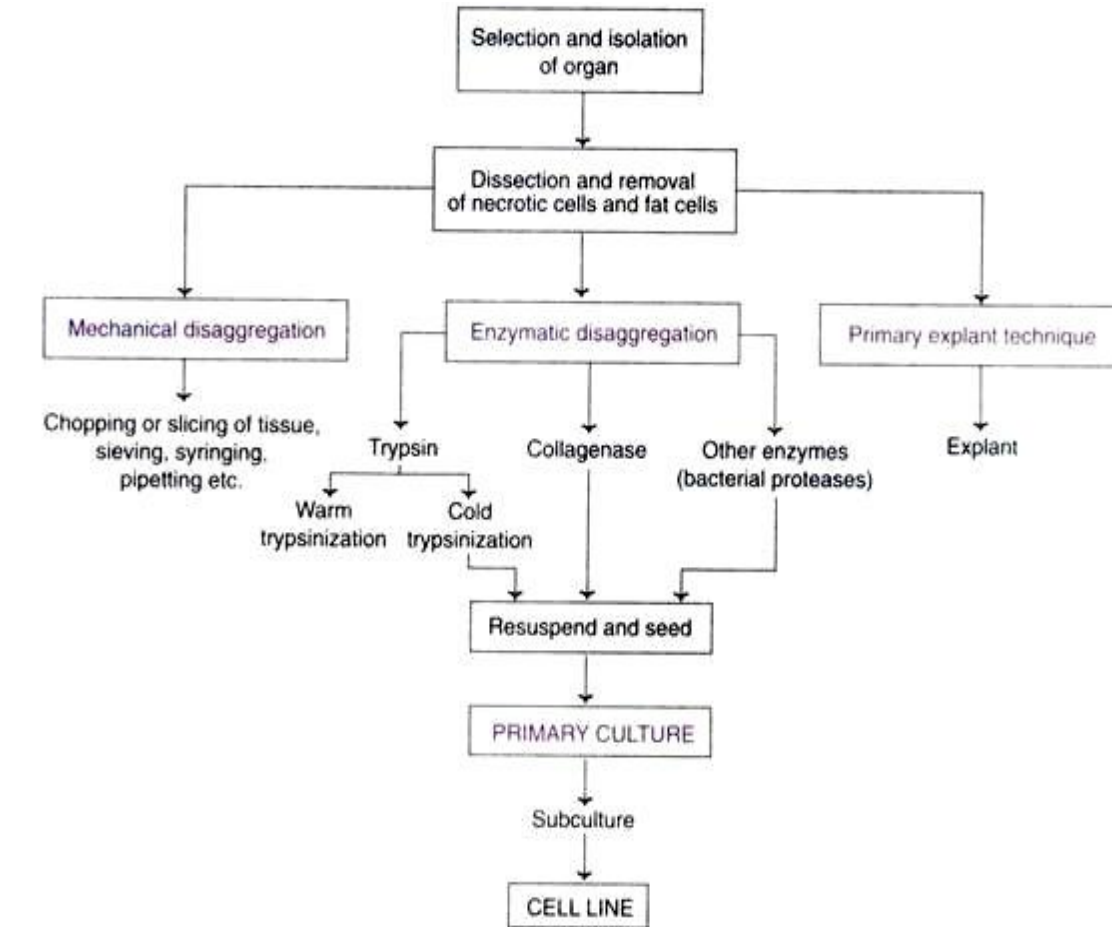 Selection and isolation
of organ
Dissection and removal
of necrotic cells and fat cells
Mechanical disaggregation
Enzymatic disaggregation
Primary explant technique
Chopping or slicing of tissue,
sieving, syringing,
pipetting etc.
Trypsin
Collagenase
Other enzymes
(bacterial proteases)
Explant
Warm
trypsinization
Cold
trypsinization
Resuspend and seed
PRIMARY CULTURE
Subculture
CELL LINE